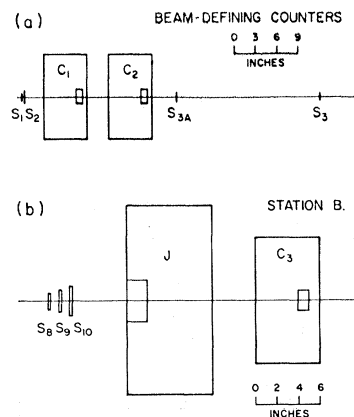 (a)
BEAM-DEFINING COUNTERS
0 3 6 9
INCHES
C1 C2
S1 S2 S3A S3
(b)
STATION B.
J
C3
S8 S9 S10
0 2 4 6
INCHES